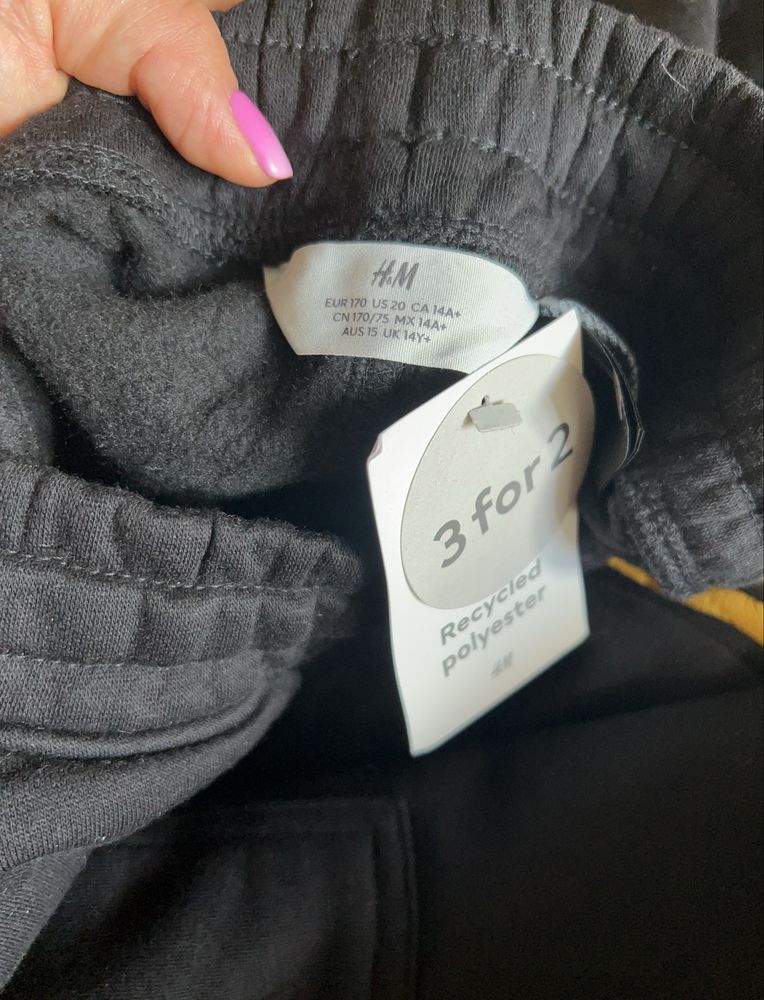 H&M
EUR 170 US 20 CA 14A+
CN 170/75 MX 14A+
AUS 15 UK 14Y+
3 for 2
Recycled
polyester
H&M